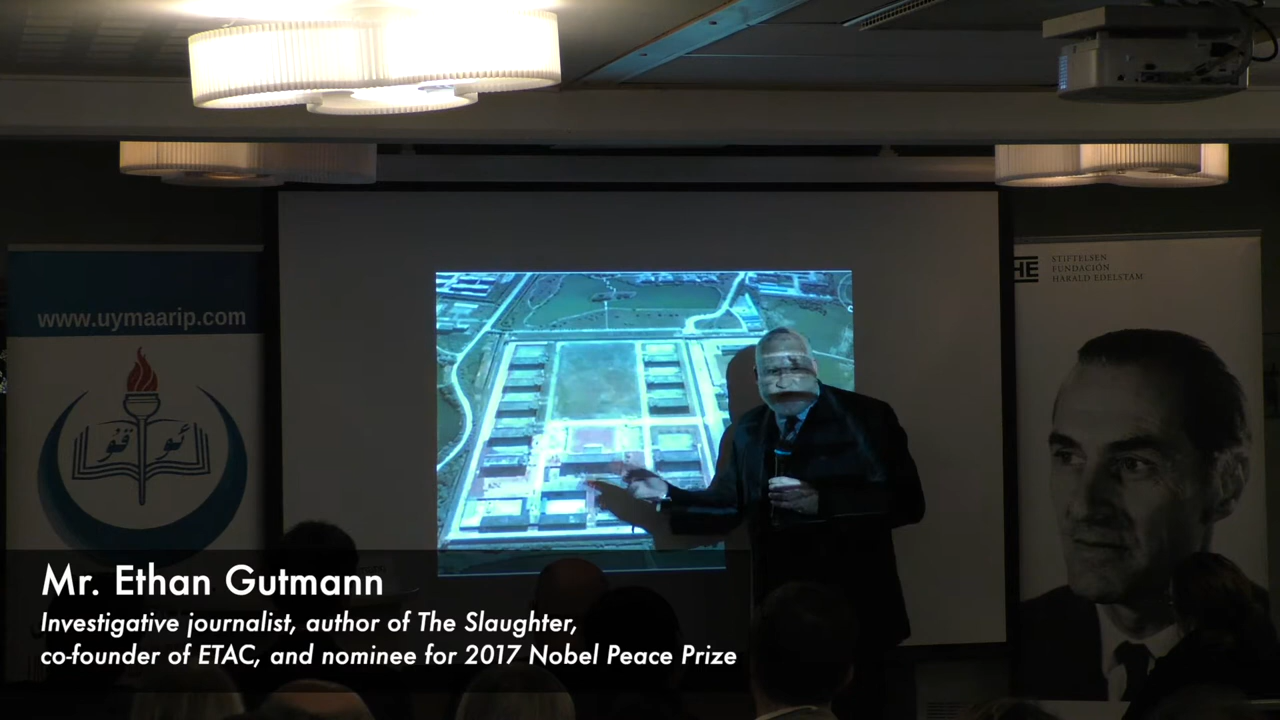 www.uymaarip.com
HE
STIFTELSEN
FUNDACIÓN
HARALD EDELSTAM
Mr. Ethan Gutmann
Investigative journalist, author of The Slaughter,
co-founder of ETAC, and nominee for 2017 Nobel Peace Prize